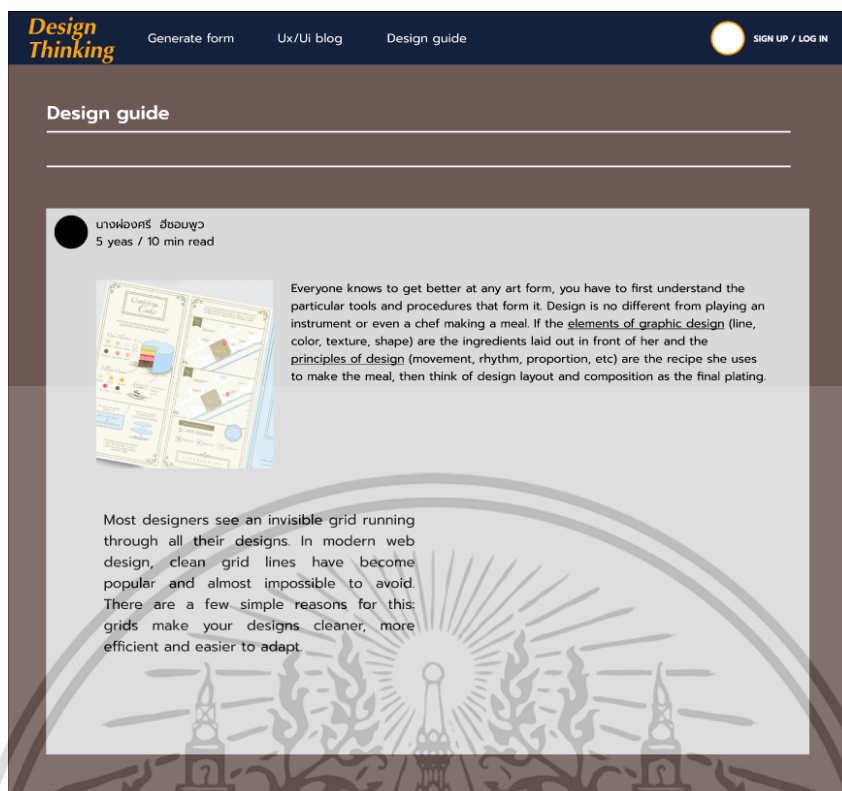 Design
Thinking
Generate form
Ux/Ui blog
Design guide
SIGN UP / LOG IN
Design guide
นางผ่องศรี ฮีซอมพูว
5 yeas / 10 min read
Everyone knows to get better at any art form, you have to first understand the
particular tools and procedures that form it. Design is no different from playing an
instrument or even a chef making a meal. If the elements of graphic design (line,
color, texture, shape) are the ingredients laid out in front of her and the
principles of design (movement, rhythm, proportion, etc) are the recipe she uses
to make the meal, then think of design layout and composition as the final plating.
Most designers see an invisible grid running
through all their designs. In modern web
design, clean grid lines have become
popular and almost impossible to avoid.
There are a few simple reasons for this:
grids make your designs cleaner, more
efficient and easier to adapt.